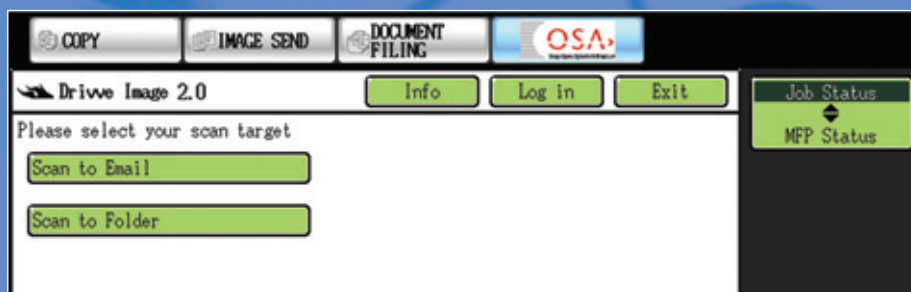 COPY
IMAGE SEND
DOCUMENT
FILING
OSA
Drivve Image 2.0
Info
Log in
Exit
Job Status
MFP Status
Please select your scan target
Scan to Email
Scan to Folder